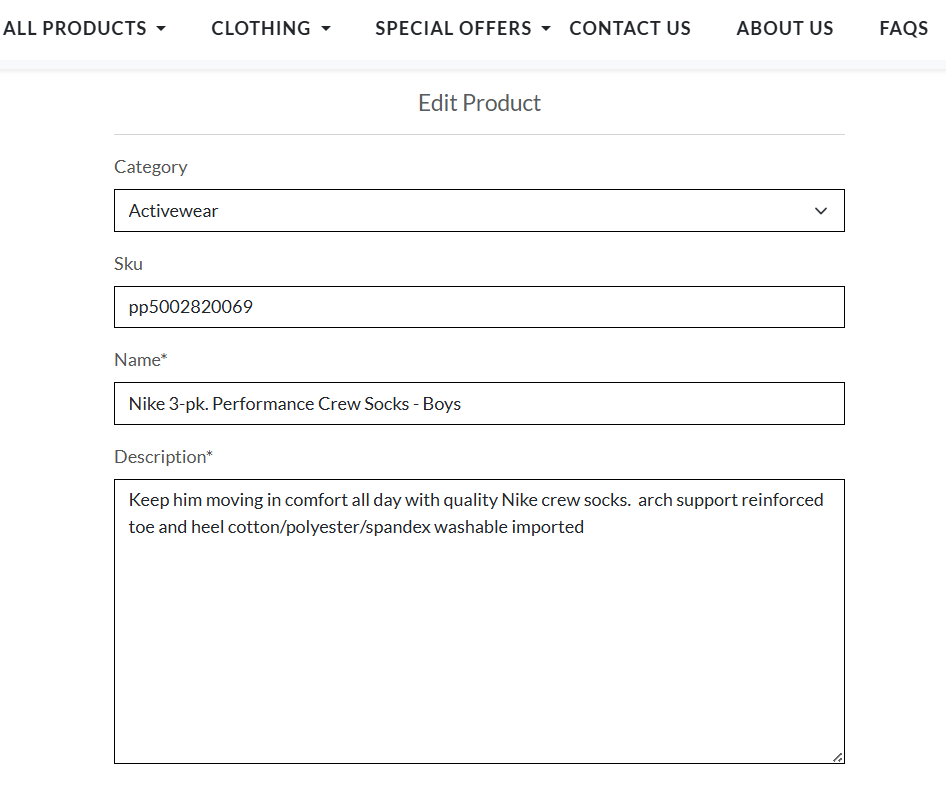 ALL PRODUCTS CLOTHING SPECIAL OFFERS CONTACT US ABOUT US FAQS
Edit Product
Category
Activewear
Sku
pp5002820069
Name*
Nike 3-pk. Performance Crew Socks - Boys
Description*
Keep him moving in comfort all day with quality Nike crew socks.  arch support reinforced
toe and heel cotton/polyester/spandex washable imported